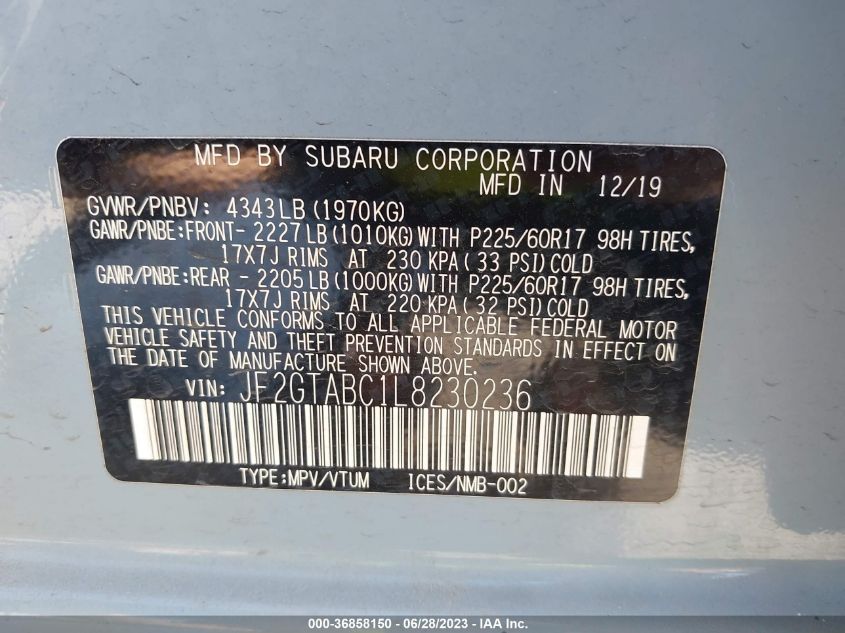 MFD BY SUBARU CORPORATION
MFD IN 12/19
GVWR/PNBV: 4343LB (1970KG)
GAWR/PNBE:FRONT- 2227 LB (1010KG) WITH P225/60R17 98H TIRES,
17X7J RIMS AT 230 KPA ( 33 PSI) COLD
GAWR/PNBE:REAR - 2205 LB (1000KG) WITH P225/60R17 98H TIRES,
17X7J RIMS AT 220 KPA ( 32 PSI) COLD
THIS VEHICLE CONFORMS TO ALL APPLICABLE FEDERAL MOTOR
VEHICLE SAFETY AND THEFT PREVENTION STANDARDS IN EFFECT ON
THE DATE OF MANUFACTURE SHOWN ABOVE.
VIN: JF2GTABC1L8230236
TYPE:MPV/VTUM ICES/NMB-002
000-36858150 - 06/28/2023 - IAA Inc.